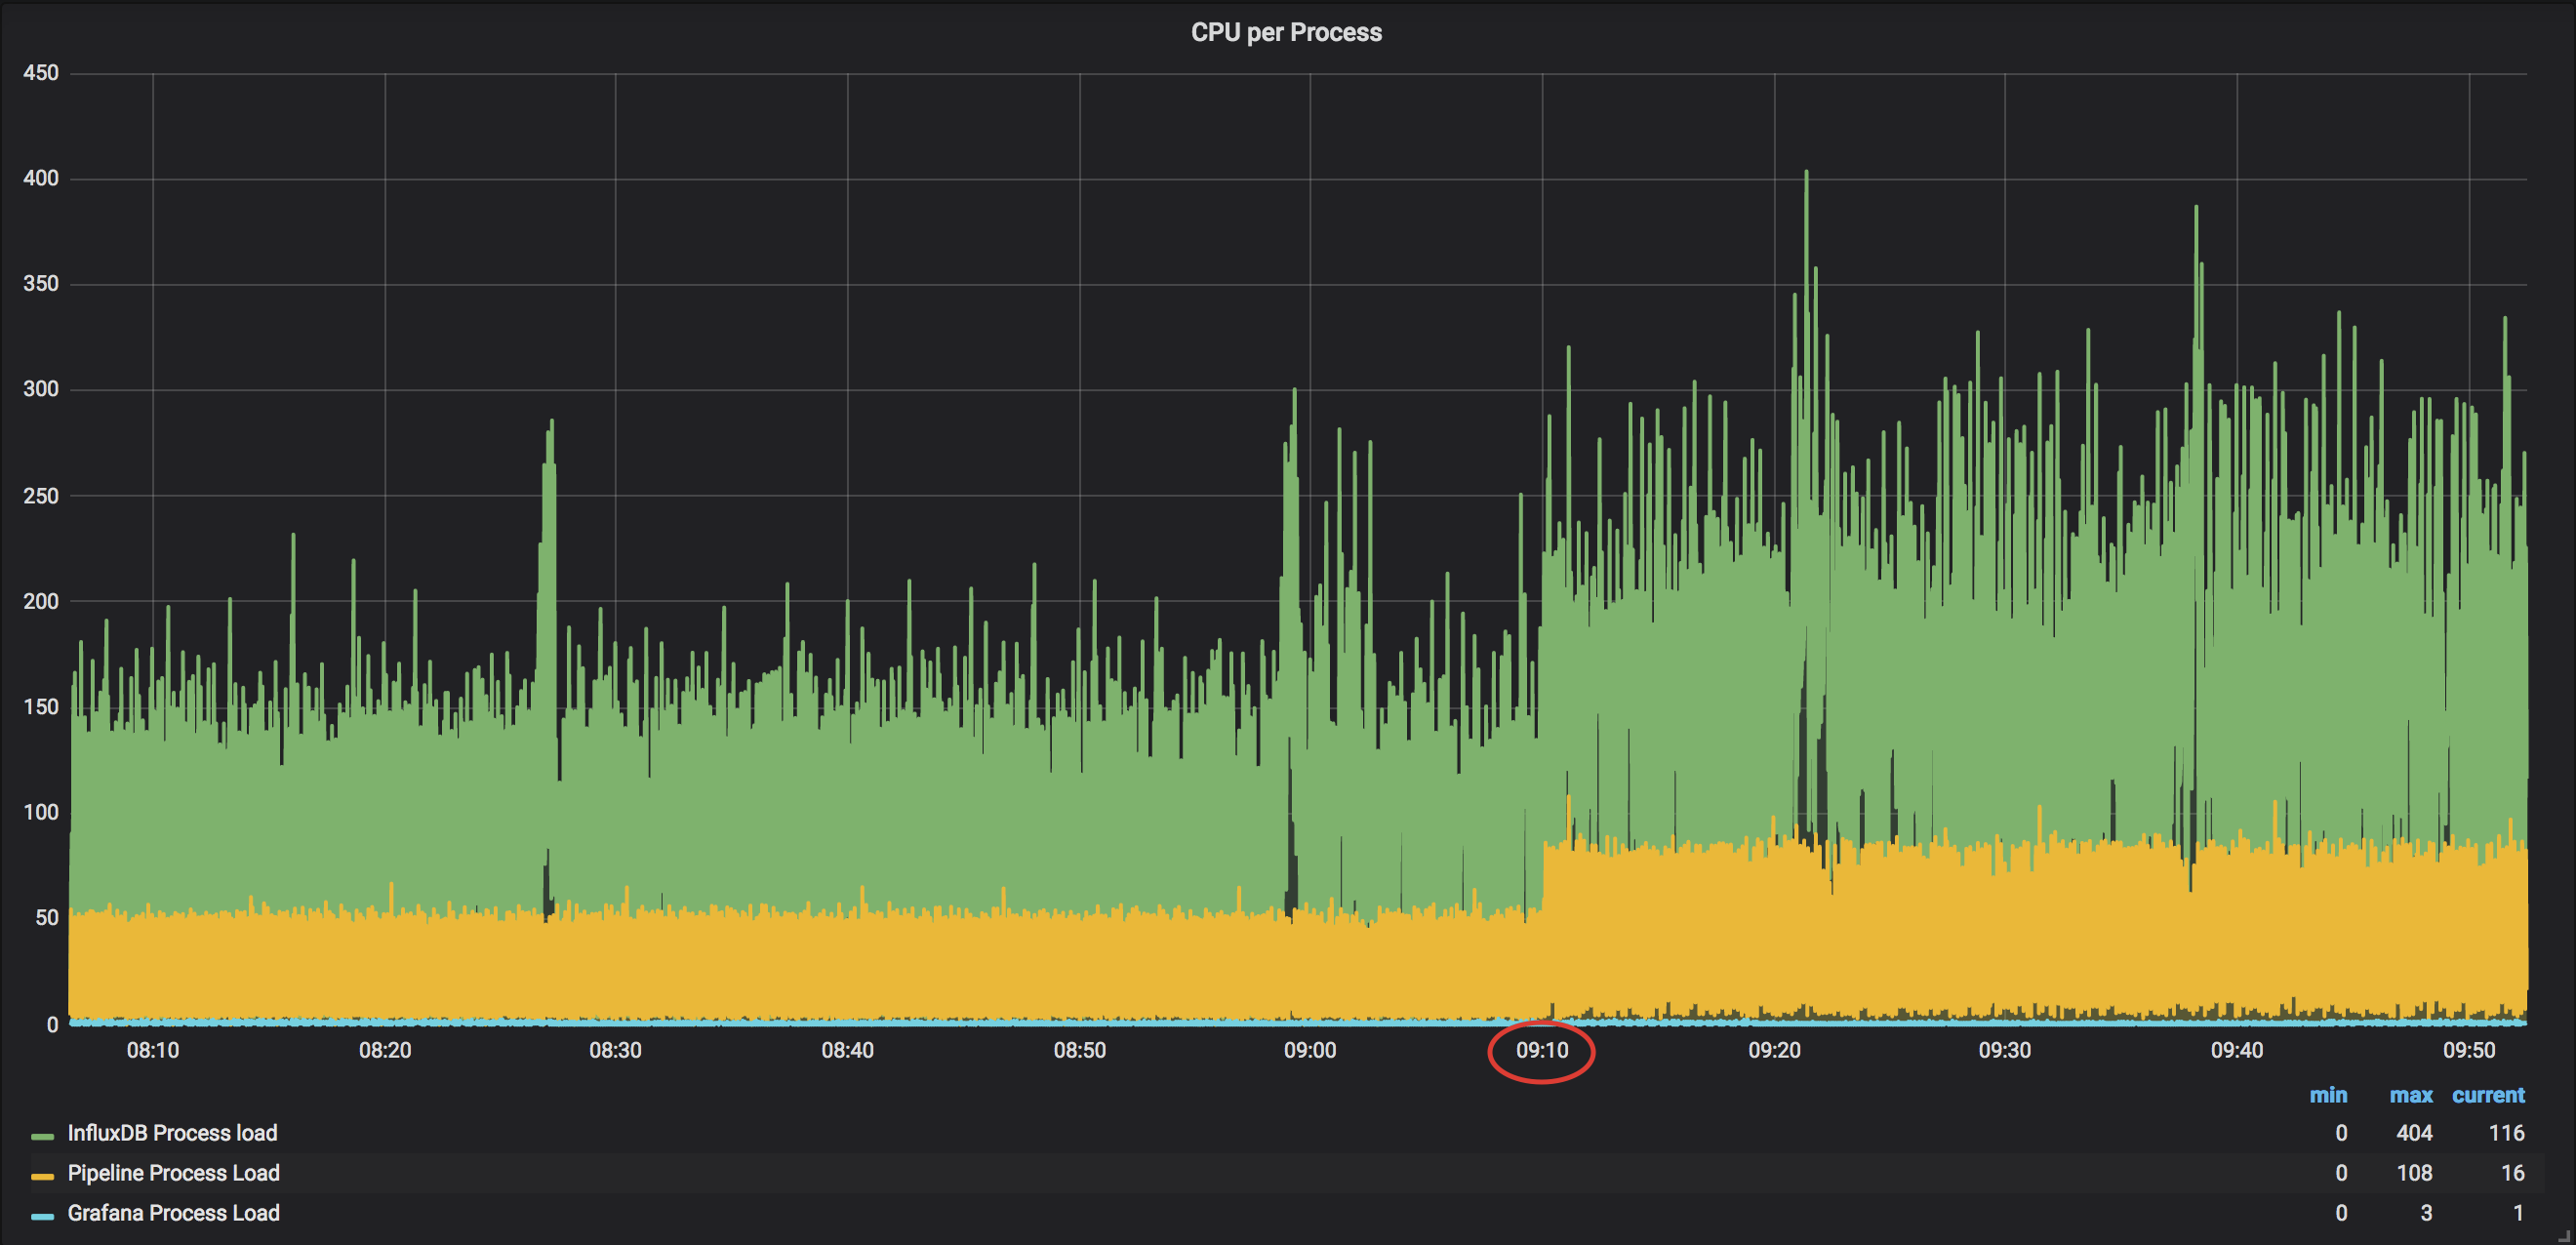 CPU per Process
450
400
350
300
250
200
150
100
50
0
08:10 08:20 08:30 08:40 08:50 09:00 09:10 09:20 09:30 09:40 09:50
min max current
InfluxDB Process load 0 404 116
Pipeline Process Load 0 108 16
Grafana Process Load 0 3 1